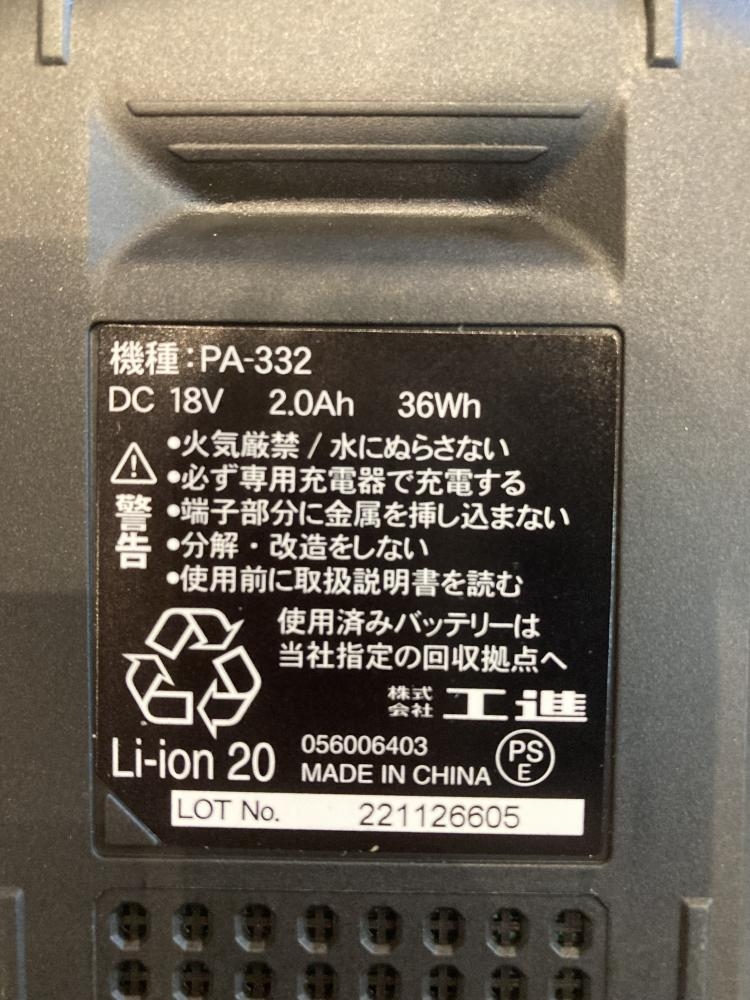 機種:PA-332
DC 18V 2.0Ah 36Wh
警告
•火気厳禁 / 水にぬらさない
•必ず専用充電器で充電する
•端子部分に金属を挿し込まない
•分解・改造をしない
•使用前に取扱説明書を読む
使用済みバッテリーは
当社指定の回収拠点へ
株式会社 工進
Li-ion 20
056006403
MADE IN CHINA
PSE
LOT No. 221126605